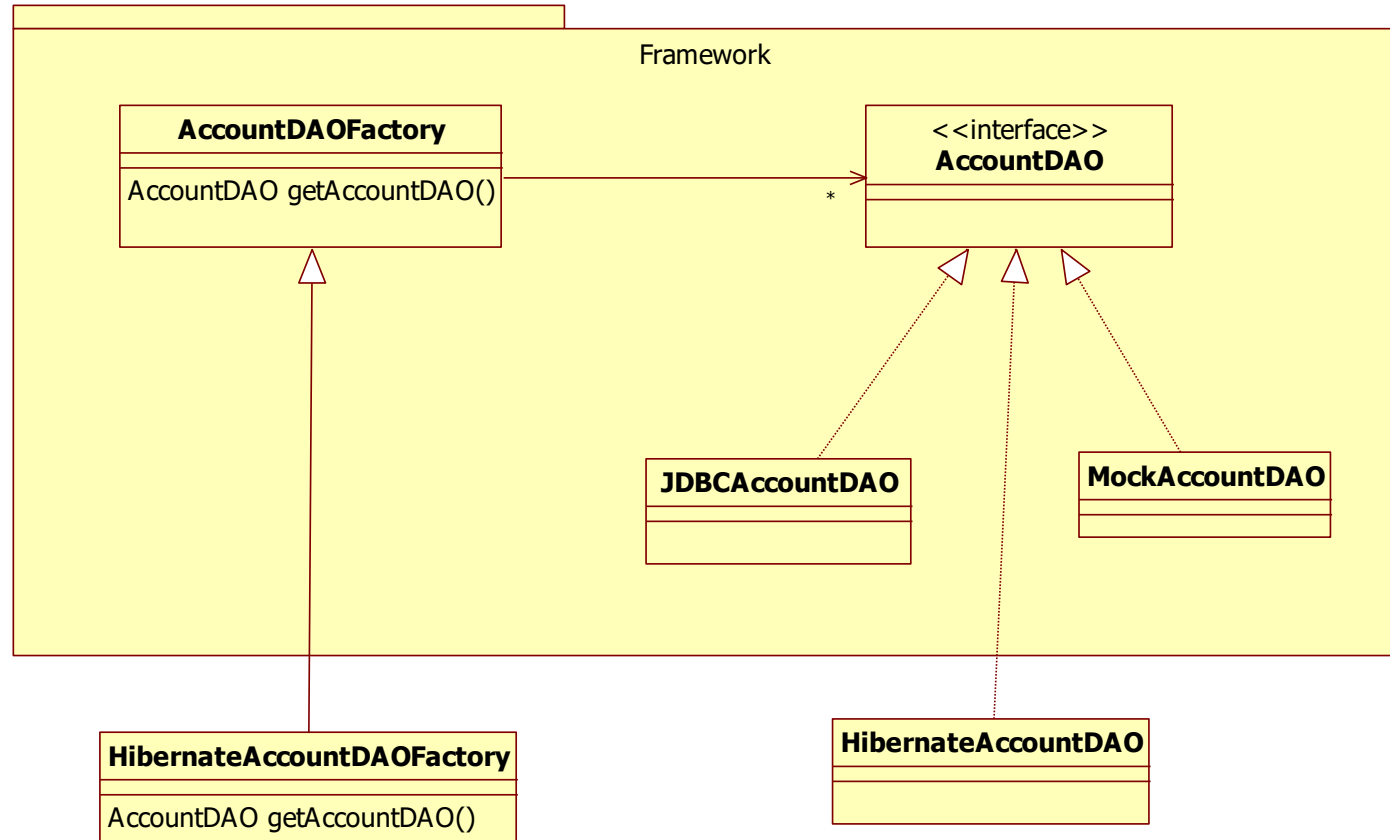 Framework
AccountDAOFactory
AccountDAO getAccountDAO()
<<interface>>
AccountDAO
*
JDBCAccountDAO
MockAccountDAO
HibernateAccountDAOFactory
AccountDAO getAccountDAO()
HibernateAccountDAO